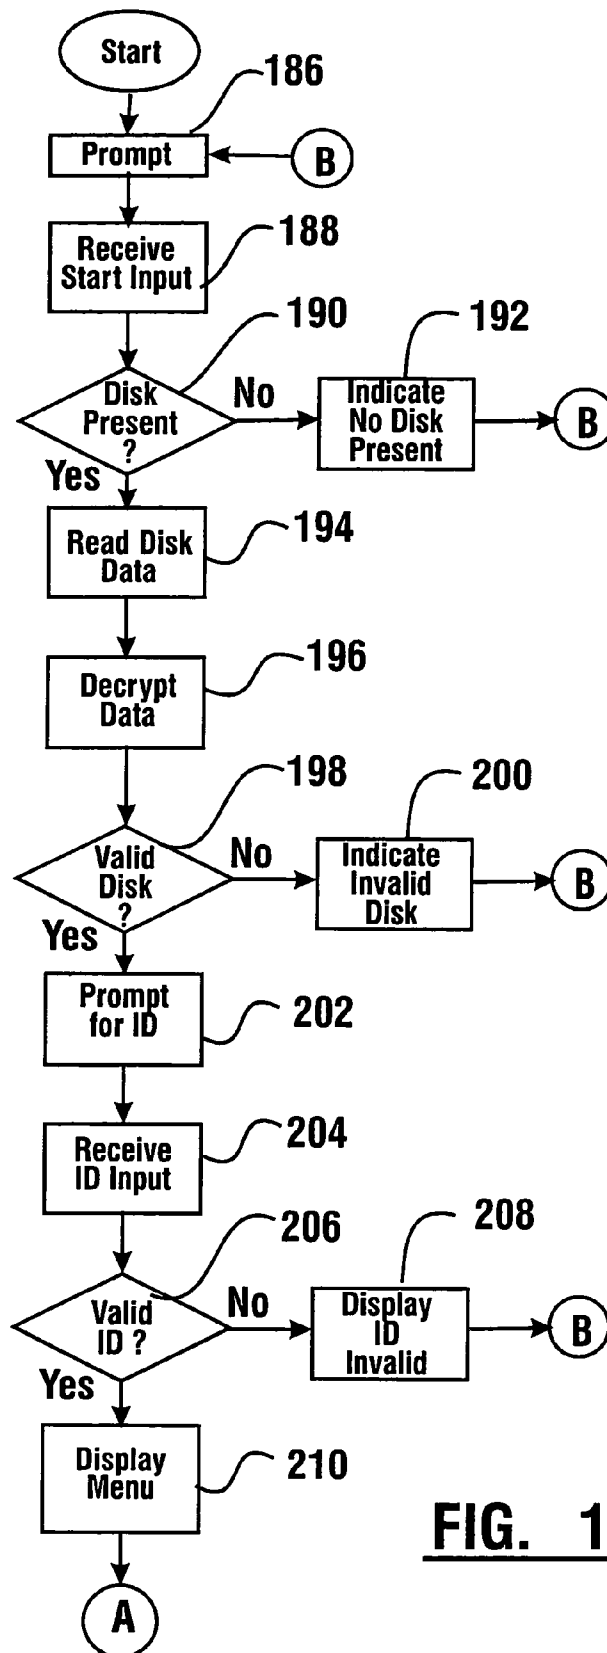 Start
186
Prompt
B
Receive
Start Input
188
190
Disk
Present
?
No
192
Indicate
No Disk
Present
B
Yes
Read Disk
Data
194
Decrypt
Data
196
198
Valid
Disk
?
No
200
Indicate
Invalid
Disk
B
Yes
Prompt
for ID
202
Receive
ID Input
204
206
Valid
ID ?
No
208
Display
ID
Invalid
B
Yes
Display
Menu
210
FIG. 1
A